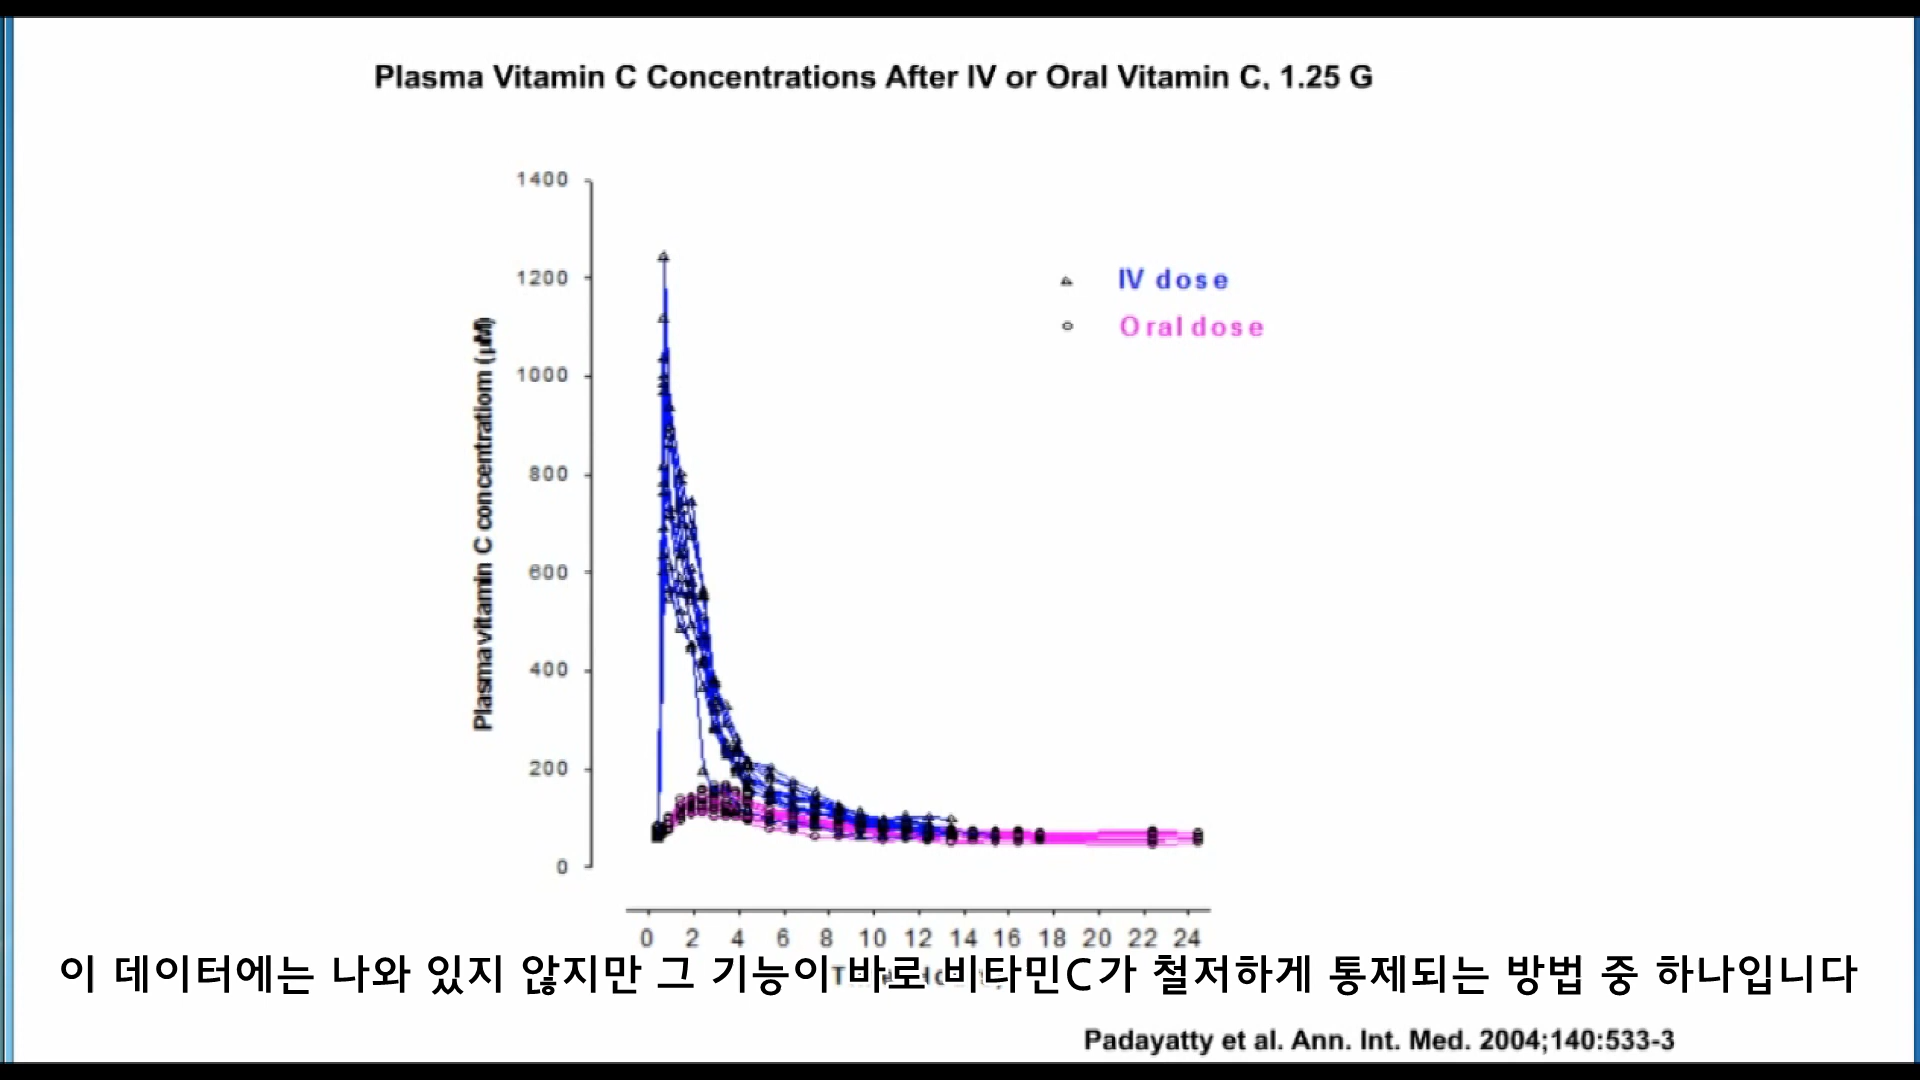 Plasma Vitamin C Concentrations After IV or Oral Vitamin C, 1.25 G
1400
1200
1000
800
600
400
200
0
Plasma vitamin C concentration (µM)
IV dose
Oral dose
0 2 4 6 8 10 12 14 16 18 20 22 24
이 데이터에는 나와 있지 않지만 그 기능이 바로 비타민C가 철저하게 통제되는 방법 중 하나입니다
Padayatty et al. Ann. Int. Med. 2004;140:533-3